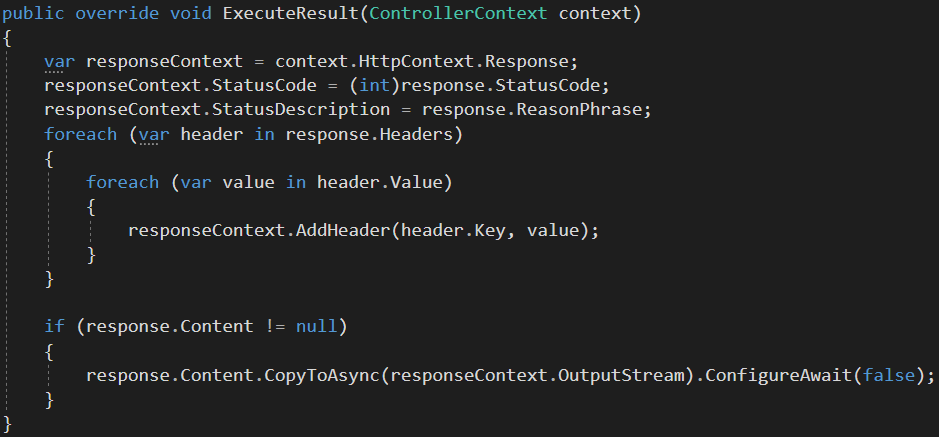 public override void ExecuteResult(ControllerContext context)
{
    var responseContext = context.HttpContext.Response;
    responseContext.StatusCode = (int)response.StatusCode;
    responseContext.StatusDescription = response.ReasonPhrase;
    foreach (var header in response.Headers)
    {
        foreach (var value in header.Value)
        {
            responseContext.AddHeader(header.Key, value);
        }
    }

    if (response.Content != null)
    {
        response.Content.CopyToAsync(responseContext.OutputStream).ConfigureAwait(false);
    }
}